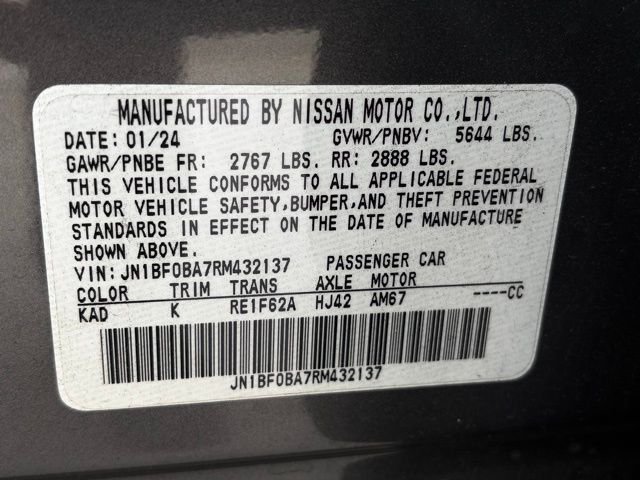 MANUFACTURED BY NISSAN MOTOR CO.,LTD.
DATE: 01/24 GVWR/PNBV: 5644 LBS.
GAWR/PNBE FR: 2767 LBS. RR: 2888 LBS.
THIS VEHICLE CONFORMS TO ALL APPLICABLE FEDERAL
MOTOR VEHICLE SAFETY,BUMPER,AND THEFT PREVENTION
STANDARDS IN EFFECT ON THE DATE OF MANUFACTURE
SHOWN ABOVE.
VIN: JN1BF0BA7RM432137 PASSENGER CAR
COLOR TRIM TRANS AXLE MOTOR
KAD K RE1F62A HJ42 AM67 ----CC
JN1BF0BA7RM432137